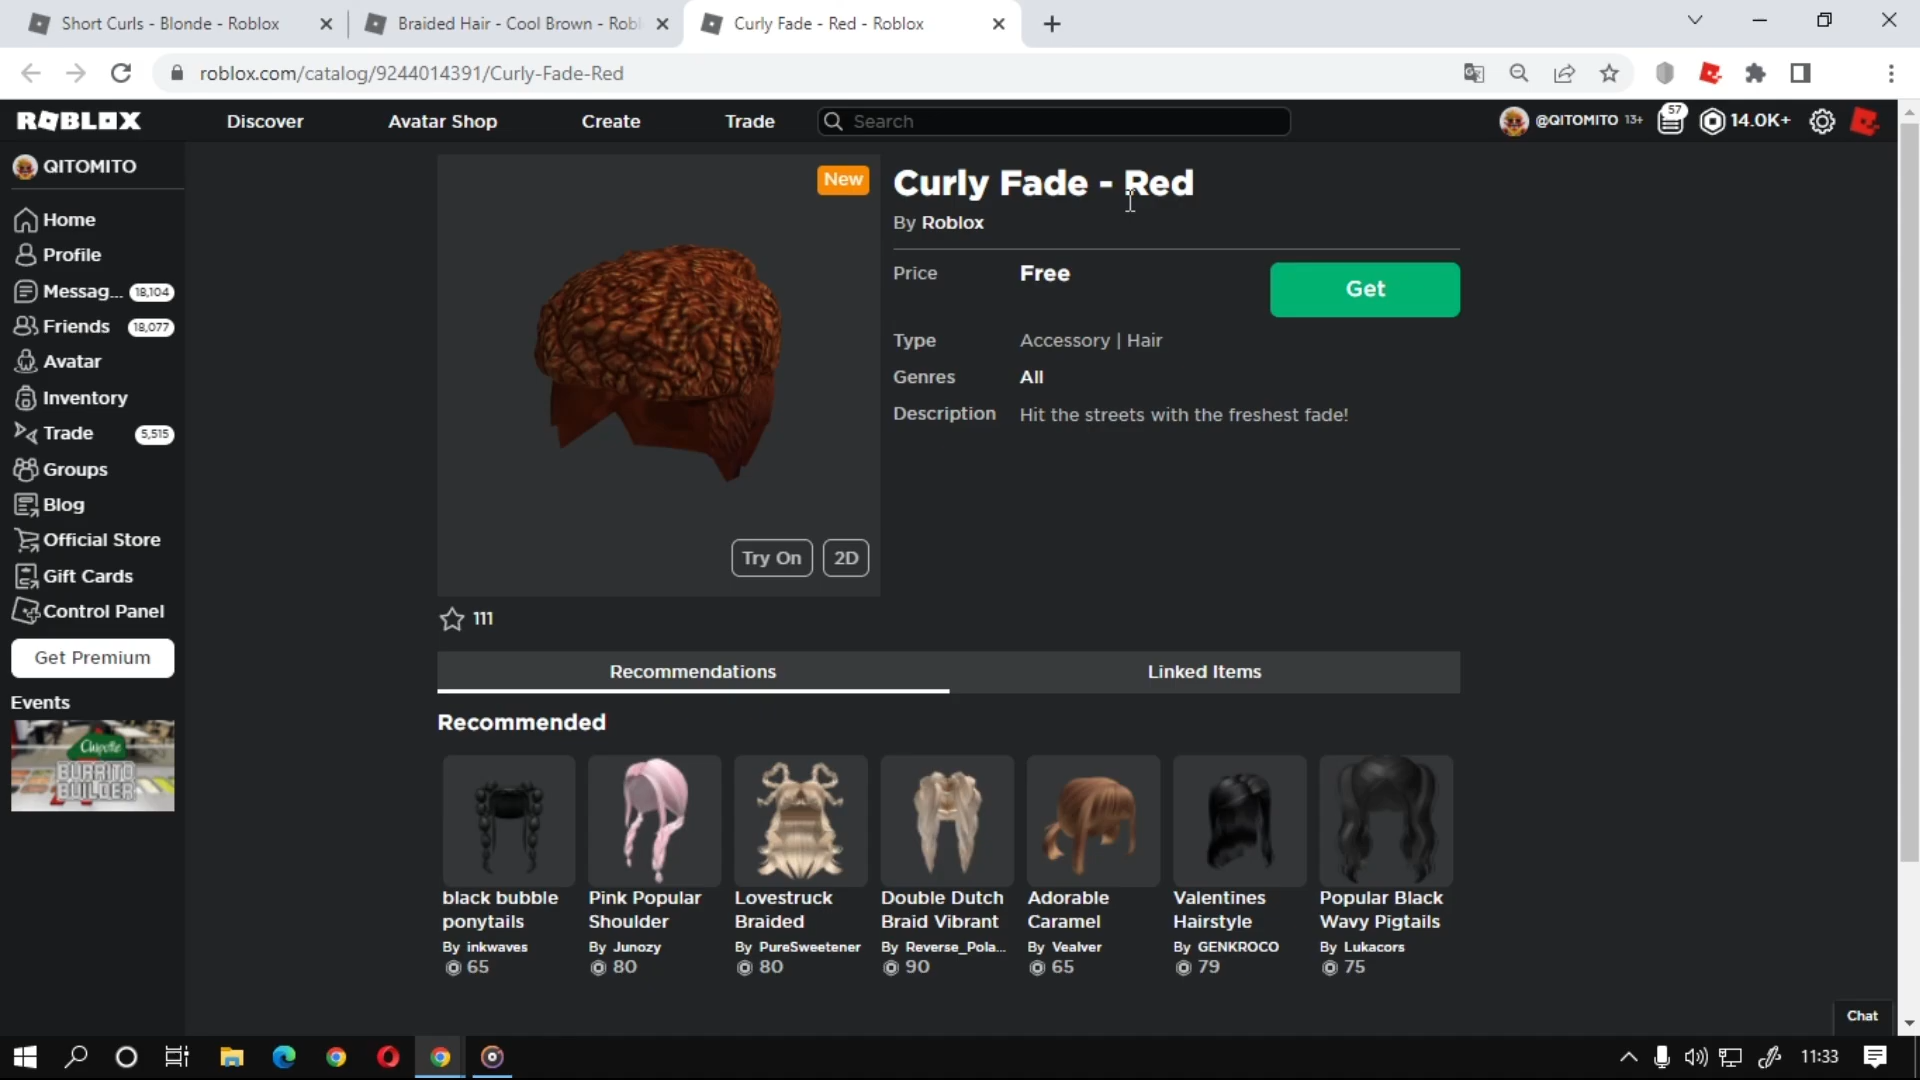 Short Curls - Blonde - Roblox
Braided Hair - Cool Brown - Robl
Curly Fade - Red - Roblox
roblox.com/catalog/9244014391/Curly-Fade-Red
ROBLOX
Discover
Avatar Shop
Create
Trade
Search
@QITOMITO 13+
57
14.0K+
QITOMITO
Home
Profile
Messag... 18,104
Friends 18,077
Avatar
Inventory
Trade 5,515
Groups
Blog
Official Store
Gift Cards
Control Panel
Get Premium
Events
Chipotle
BURRITO
BUILDER
New
Try On
2D
111
Curly Fade - Red
By Roblox
Price Free
Get
Type Accessory | Hair
Genres All
Description Hit the streets with the freshest fade!
Recommendations
Linked Items
Recommended
black bubble
ponytails
By inkwaves
65
Pink Popular
Shoulder
By Junozy
80
Lovestruck
Braided
By PureSweetener
80
Double Dutch
Braid Vibrant
By Reverse_Pola...
90
Adorable
Caramel
By Vealver
65
Valentines
Hairstyle
By GENKROCO
79
Popular Black
Wavy Pigtails
By Lukacors
75
Chat
11:33